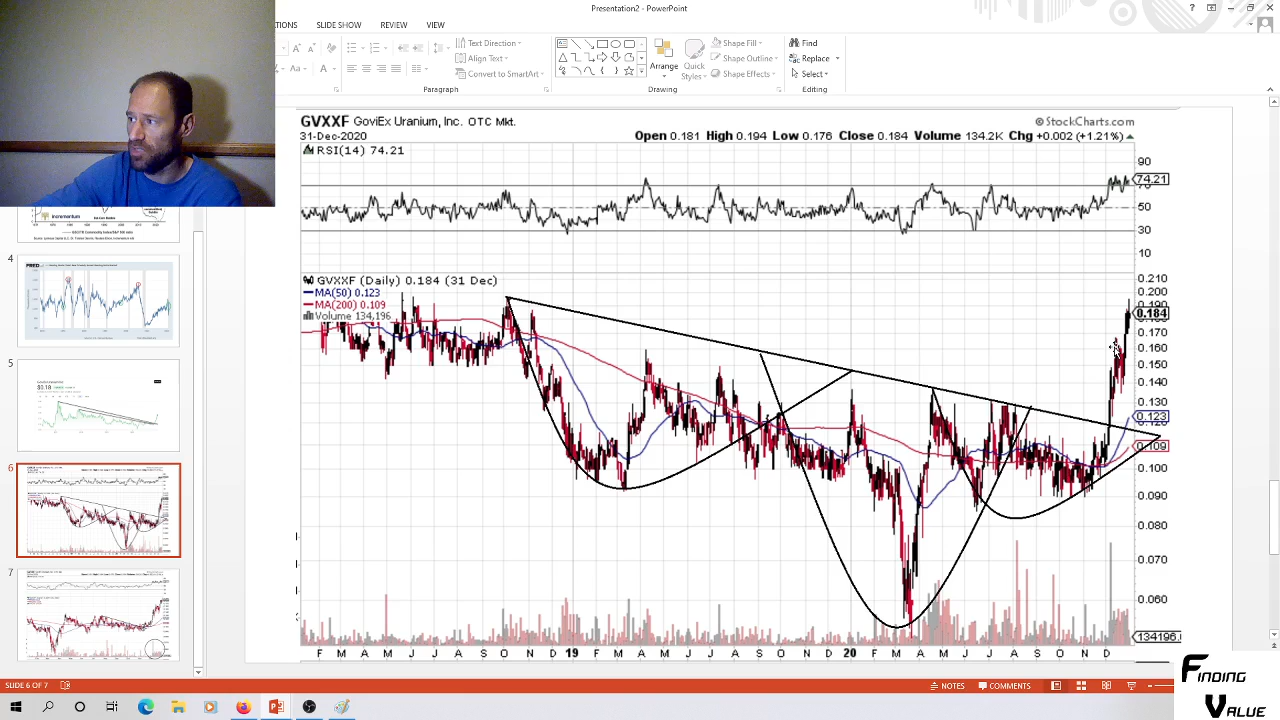 Presentation2 - PowerPoint
TIONS SLIDE SHOW REVIEW VIEW
Text Direction
Align Text
Convert to SmartArt
Aa
A
Arrange
Quick Styles
Shape Fill
Shape Outline
Shape Effects
Find
Replace
Select
Paragraph Drawing Editing
4
5
6
7
GVXXF GoviEx Uranium, Inc. OTC Mkt.
© StockCharts.com
31-Dec-2020
Open 0.181 High 0.194 Low 0.176 Close 0.184 Volume 134.2K Chg +0.002 (+1.21%)
RSI(14) 74.21
90
74.21
50
30
10
GVXXF (Daily) 0.184 (31 Dec)
MA(50) 0.123
MA(200) 0.109
Volume 134,196
0.210
0.200
0.190
0.184
0.170
0.160
0.150
0.140
0.130
0.123
0.109
0.100
0.090
0.080
0.070
0.060
134196.
F M A M J J A S O N D 19 F M A M J J A S O N D 20 F M A M J J A S O N D
SLIDE 6 OF 7
NOTES COMMENTS
Finding
Value